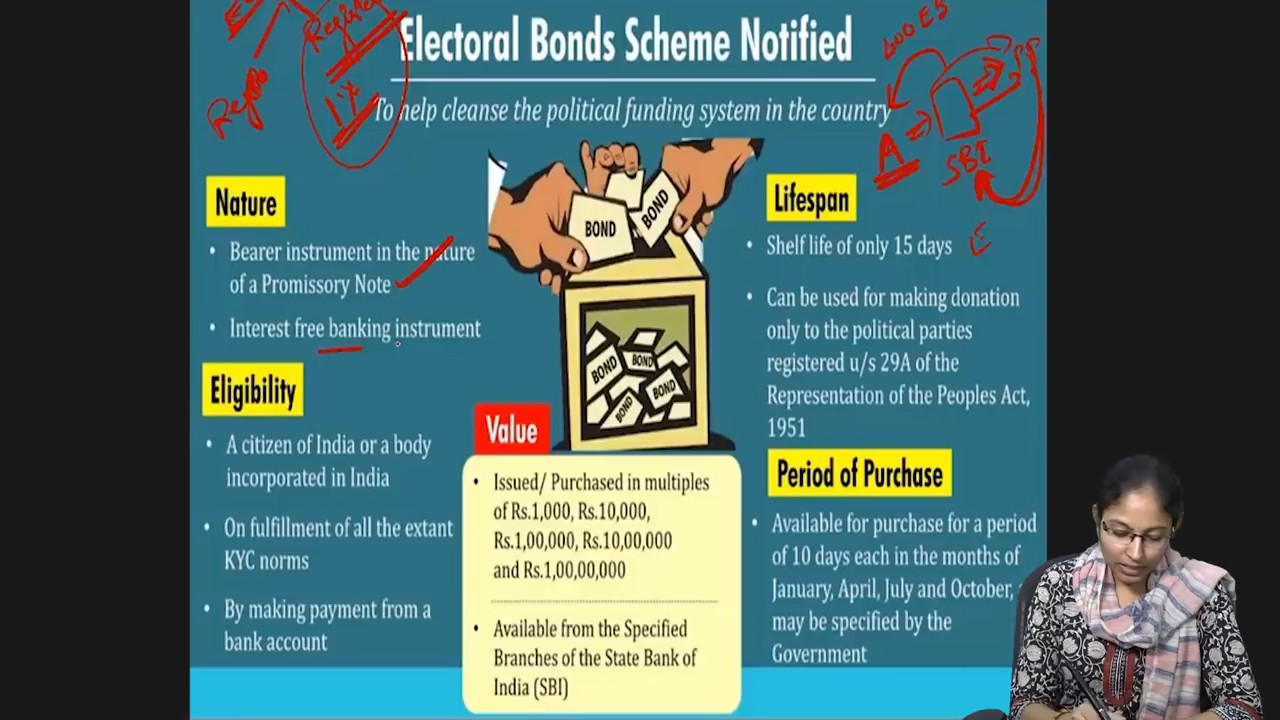 Register
1%
400 ES
A
SBI
E
Electoral Bonds Scheme Notified
To help cleanse the political funding system in the country
BOND
BOND
BOND
BOND
BOND
BOND
Nature
• Bearer instrument in the nature
of a Promissory Note
• Interest free banking instrument
Eligibility
• A citizen of India or a body
incorporated in India
• On fulfillment of all the extant
KYC norms
• By making payment from a
bank account
Value
• Issued/ Purchased in multiples
of Rs.1,000, Rs.10,000,
Rs.1,00,000, Rs.10,00,000
and Rs.1,00,00,000
• Available from the Specified
Branches of the State Bank of
India (SBI)
Lifespan
• Shelf life of only 15 days
• Can be used for making donation
only to the political parties
registered u/s 29A of the
Representation of the Peoples Act,
1951
Period of Purchase
• Available for purchase for a period
of 10 days each in the months of
January, April, July and October,
may be specified by the
Government